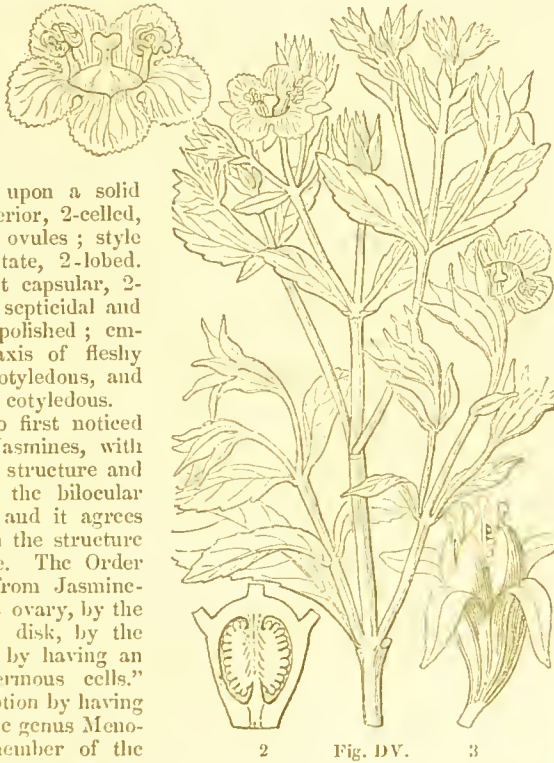 upon a solid
erior, 2-celled,
ovules ; style
tate, 2-lobed.
t capsular, 2-
septicidal and
polished ; em-
axis of fleshy
otyledons, and
cotyledous.
o first noticed
Jasmines, with
structure and
the bilocular
and it agrees
n the structure
e. The Order
from Jasmine-
ovary, by the
disk, by the
by having an
erminous cells.”
ption by having
e genus Meno-
member of the
2 Fig. DV. 3